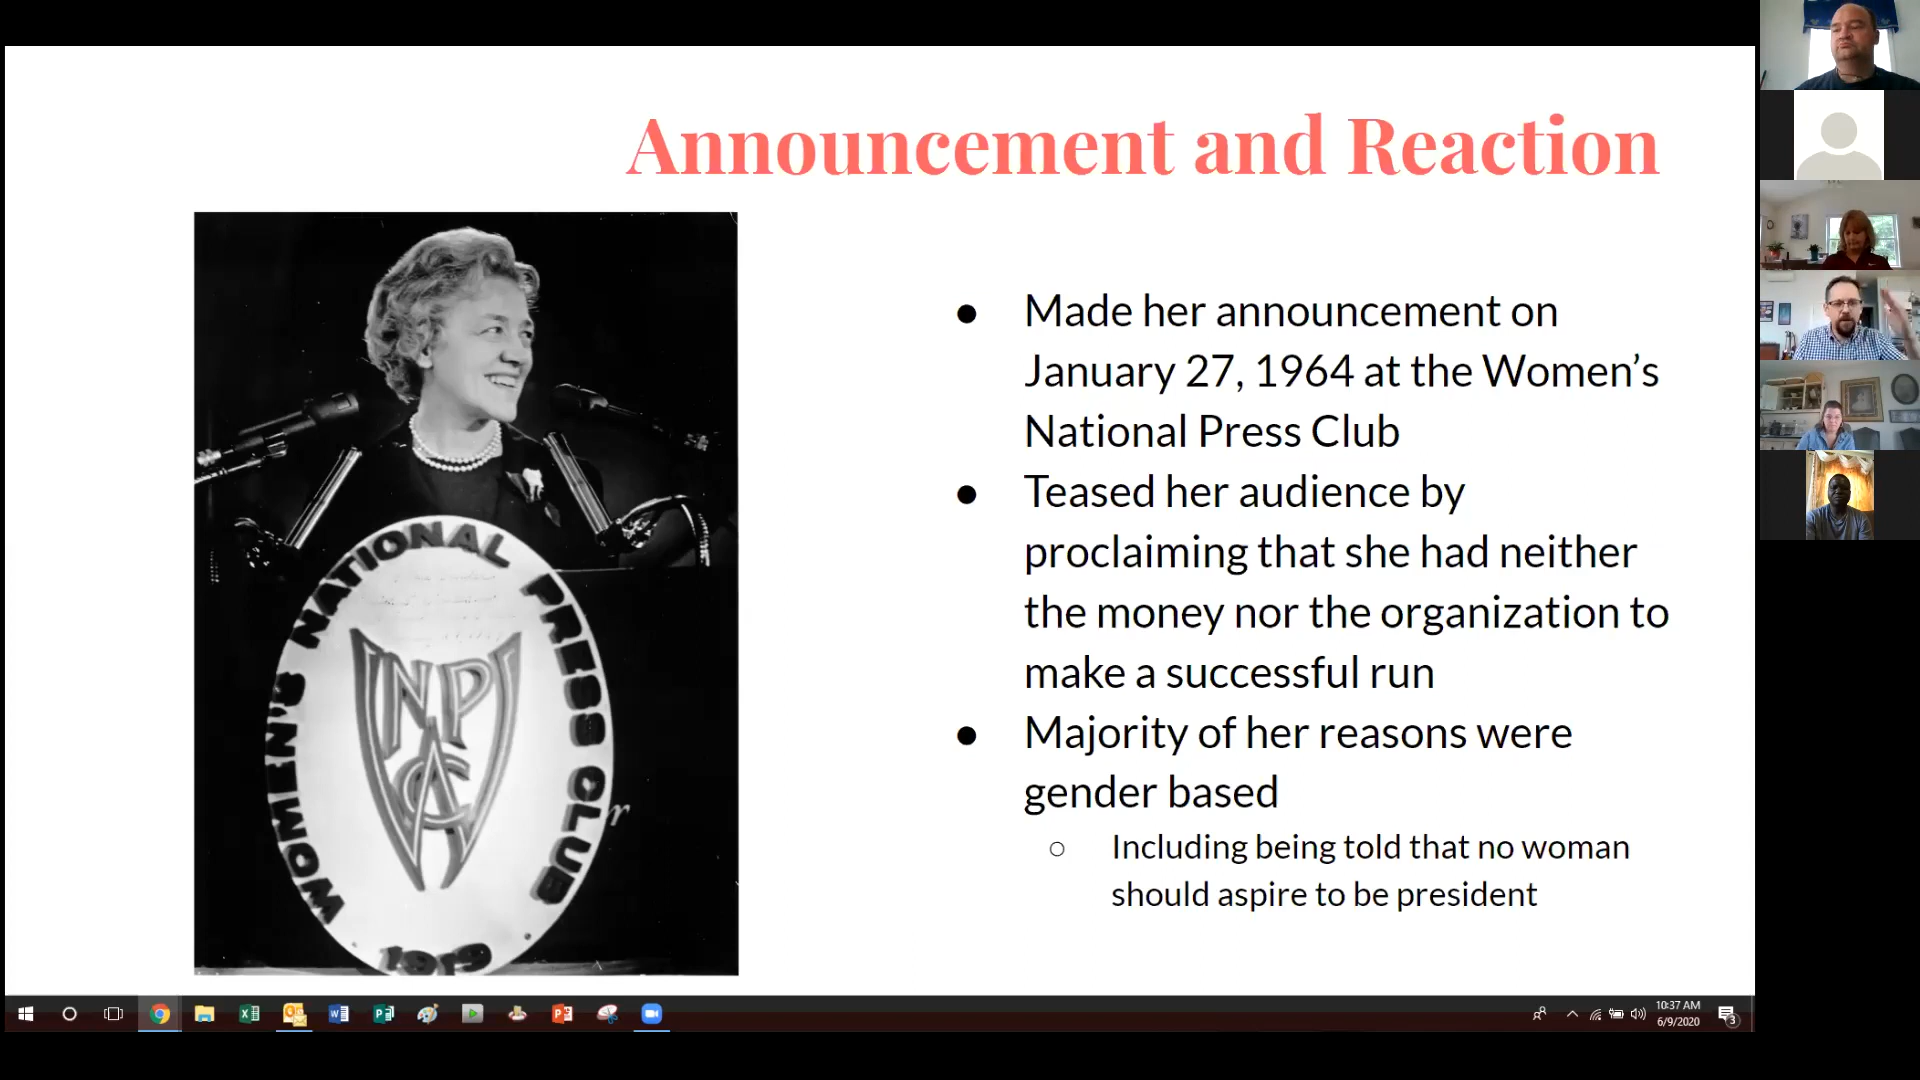 Announcement and Reaction
● Made her announcement on
January 27, 1964 at the Women’s
National Press Club
● Teased her audience by
proclaiming that she had neither
the money nor the organization to
make a successful run
● Majority of her reasons were
gender based
○ Including being told that no woman
should aspire to be president
WOMEN'S NATIONAL PRESS CLUB
WNPC
1919
10:37 AM
6/9/2020
3